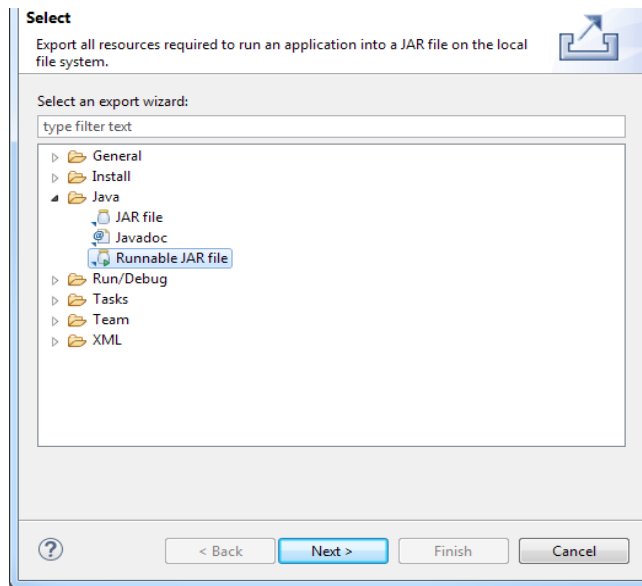 Select
Export all resources required to run an application into a JAR file on the local
file system.
Select an export wizard:
type filter text
General
Install
Java
JAR file
Javadoc
Runnable JAR file
Run/Debug
Tasks
Team
XML
?
< Back Next > Finish Cancel